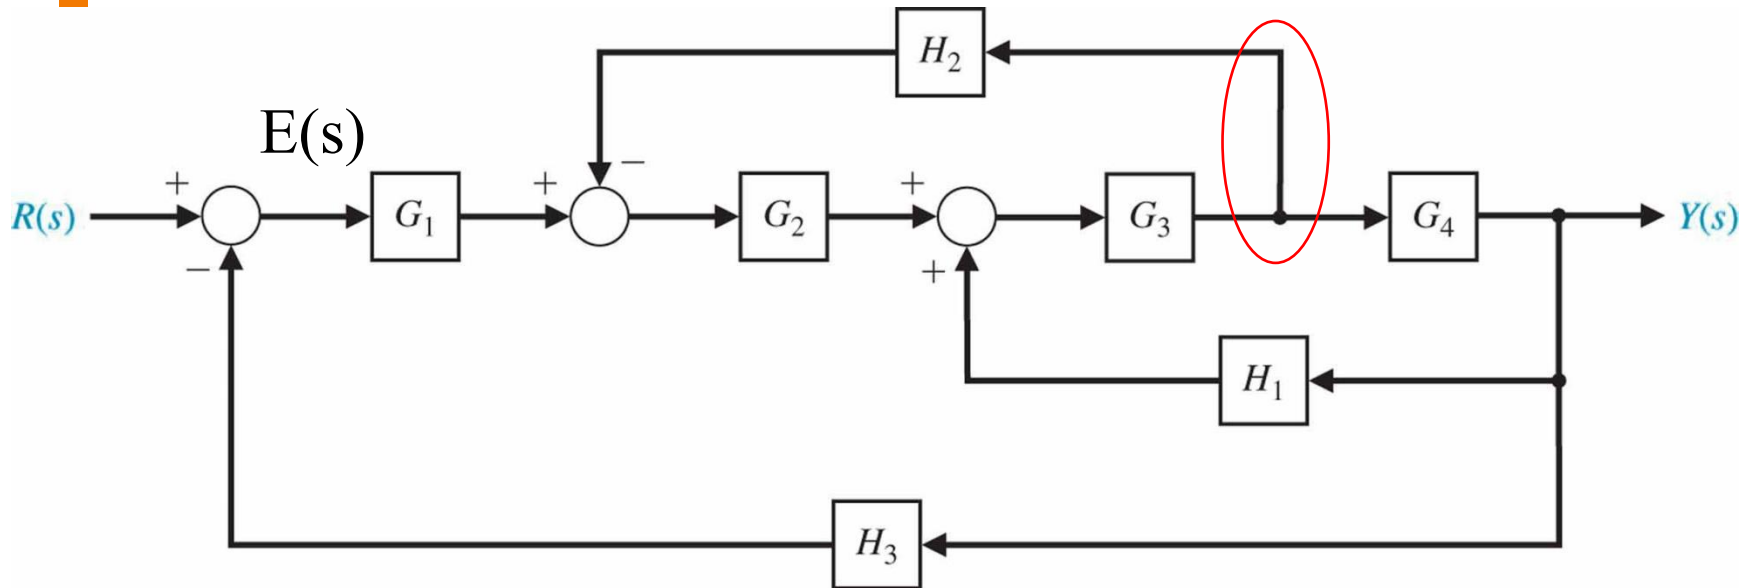 H₂
E(s)
+ + − +
R(s) G₁ G₂ G₃ G₄ Y(s)
− +
H₁
H₃